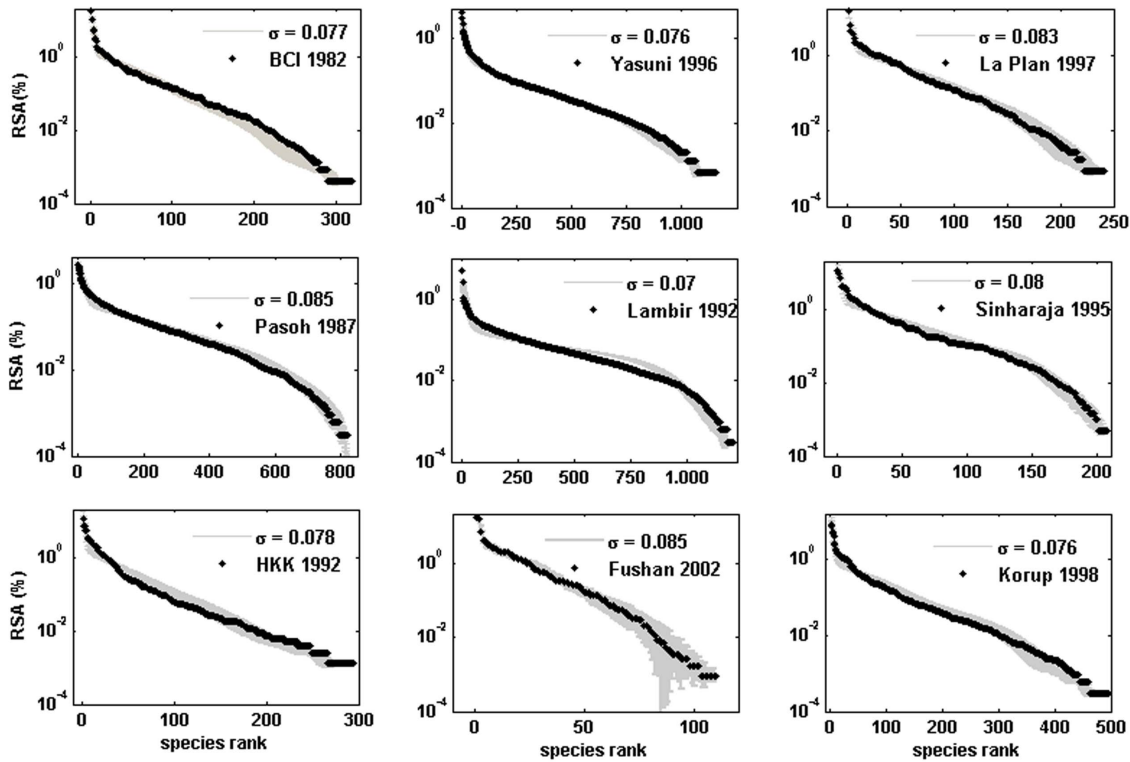 RSA (%)
10^0
10^-2
10^-4
σ = 0.077
BCI 1982
0 100 200 300
10^0
10^-2
10^-4
σ = 0.076
Yasuni 1996
-0 250 500 750 1.000
10^0
10^-2
10^-4
σ = 0.083
La Plan 1997
0 50 100 150 200 250
RSA (%)
10^0
10^-2
10^-4
σ = 0.085
Pasoh 1987
0 200 400 600 800
10^0
10^-2
10^-4
σ = 0.07
Lambir 1992
0 250 500 750 1.000
10^0
10^-2
10^-4
σ = 0.08
Sinharaja 1995
0 50 100 150 200
RSA (%)
10^0
10^-2
10^-4
σ = 0.078
HKK 1992
0 100 200 300
species rank
10^0
10^-2
10^-4
σ = 0.085
Fushan 2002
0 50 100
species rank
10^0
10^-2
10^-4
σ = 0.076
Korup 1998
0 100 200 300 400 500
species rank